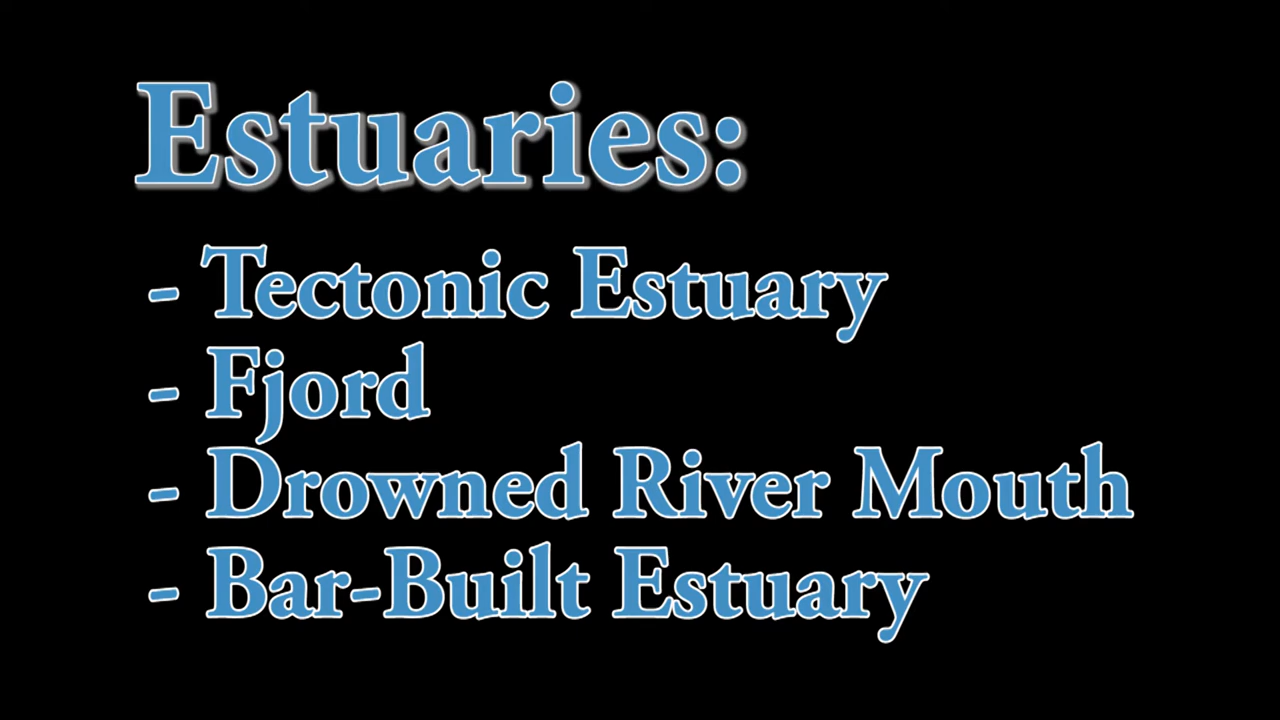 Estuaries:
- Tectonic Estuary
- Fjord
- Drowned River Mouth
- Bar-Built Estuary